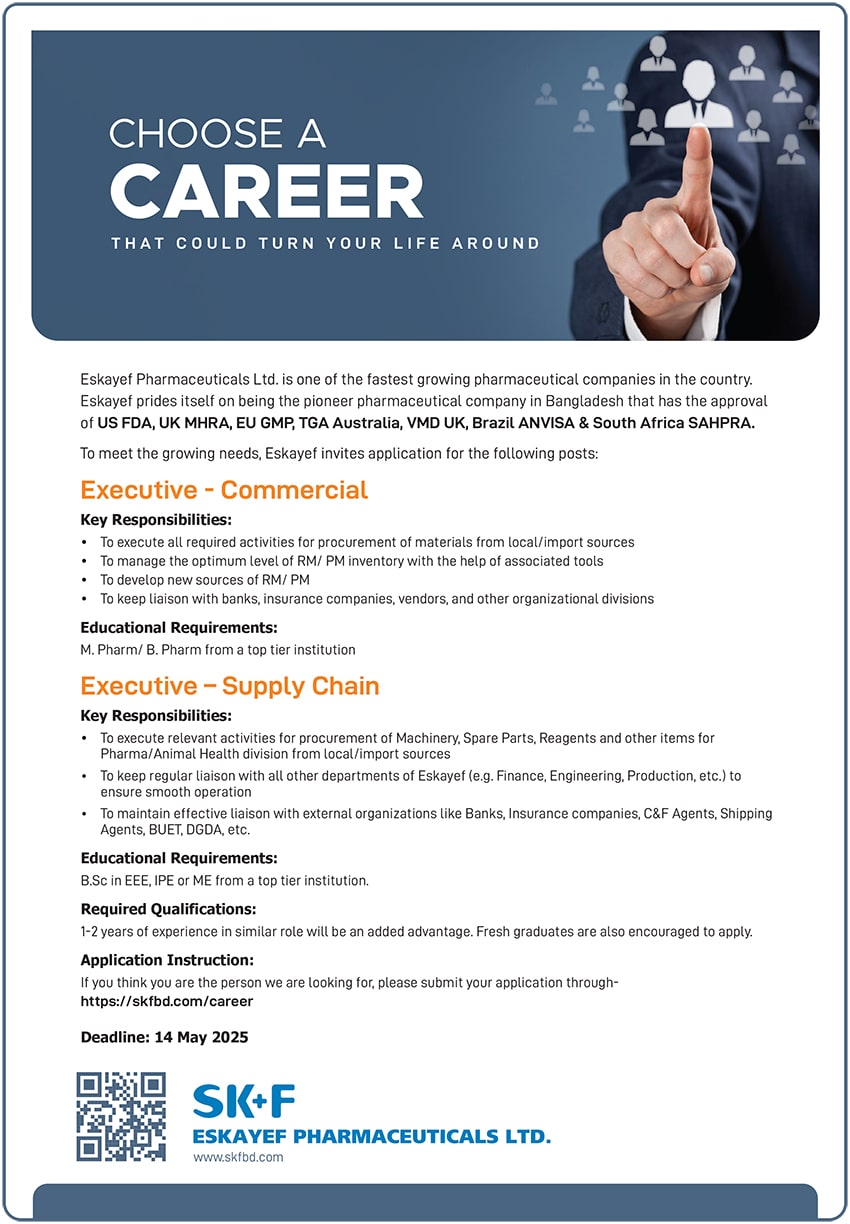 CHOOSE A
CAREER
THAT COULD TURN YOUR LIFE AROUND
Eskayef Pharmaceuticals Ltd. is one of the fastest growing pharmaceutical companies in the country.
Eskayef prides itself on being the pioneer pharmaceutical company in Bangladesh that has the approval
of US FDA, UK MHRA, EU GMP, TGA Australia, VMD UK, Brazil ANVISA & South Africa SAHPRA.
To meet the growing needs, Eskayef invites application for the following posts:
Executive - Commercial
Key Responsibilities:
• To execute all required activities for procurement of materials from local/import sources
• To manage the optimum level of RM/ PM inventory with the help of associated tools
• To develop new sources of RM/ PM
• To keep liaison with banks, insurance companies, vendors, and other organizational divisions
Educational Requirements:
M. Pharm/ B. Pharm from a top tier institution
Executive – Supply Chain
Key Responsibilities:
• To execute relevant activities for procurement of Machinery, Spare Parts, Reagents and other items for
Pharma/Animal Health division from local/import sources
• To keep regular liaison with all other departments of Eskayef (e.g. Finance, Engineering, Production, etc.) to
ensure smooth operation
• To maintain effective liaison with external organizations like Banks, Insurance companies, C&F Agents, Shipping
Agents, BUET, DGDA, etc.
Educational Requirements:
B.Sc in EEE, IPE or ME from a top tier institution.
Required Qualifications:
1-2 years of experience in similar role will be an added advantage. Fresh graduates are also encouraged to apply.
Application Instruction:
If you think you are the person we are looking for, please submit your application through-
https://skfbd.com/career
Deadline: 14 May 2025
SK+F
ESKAYEF PHARMACEUTICALS LTD.
www.skfbd.com